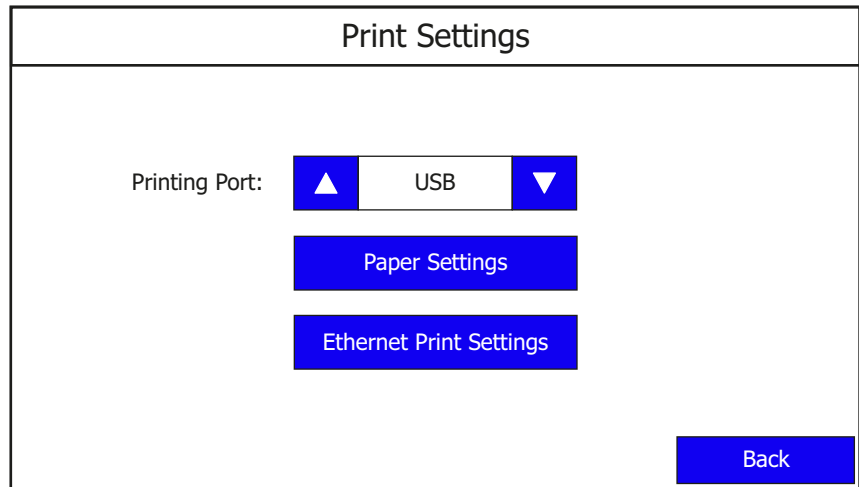 Print Settings
Printing Port:
USB
Paper Settings
Ethernet Print Settings
Back